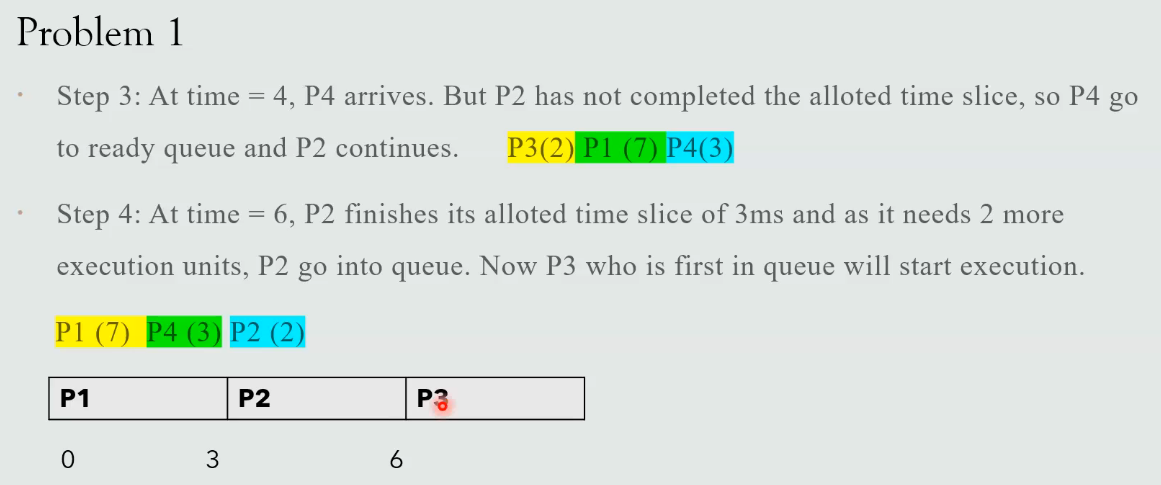 Problem 1
Step 3: At time = 4, P4 arrives. But P2 has not completed the alloted time slice, so P4 go
to ready queue and P2 continues. P3(2) P1 (7) P4(3)
Step 4: At time = 6, P2 finishes its alloted time slice of 3ms and as it needs 2 more
execution units, P2 go into queue. Now P3 who is first in queue will start execution.
P1 (7) P4 (3) P2 (2)
P1 P2 P3
0 3 6